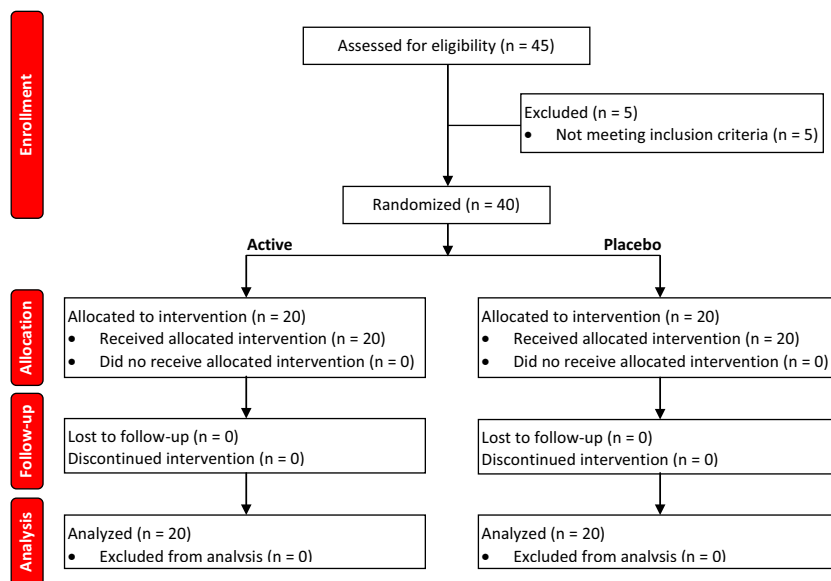 Enrollment
Assessed for eligibility (n = 45)
Excluded (n = 5)
• Not meeting inclusion criteria (n = 5)
Randomized (n = 40)
Active
Placebo
Allocation
Allocated to intervention (n = 20)
• Received allocated intervention (n = 20)
• Did no receive allocated intervention (n = 0)
Allocated to intervention (n = 20)
• Received allocated intervention (n = 20)
• Did no receive allocated intervention (n = 0)
Follow-up
Lost to follow-up (n = 0)
Discontinued intervention (n = 0)
Lost to follow-up (n = 0)
Discontinued intervention (n = 0)
Analysis
Analyzed (n = 20)
• Excluded from analysis (n = 0)
Analyzed (n = 20)
• Excluded from analysis (n = 0)